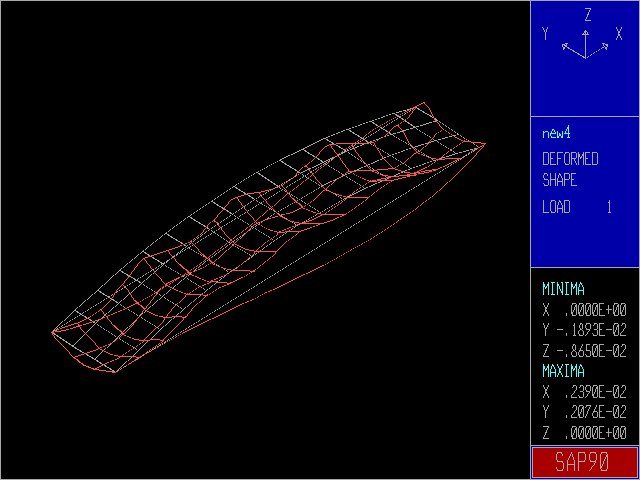 Z
Y X
new4
DEFORMED
SHAPE
LOAD 1
MINIMA
X .0000E+00
Y -.1893E-02
Z -.8650E-02
MAXIMA
X .2390E-02
Y .2076E-02
Z .0000E+00
SAP90